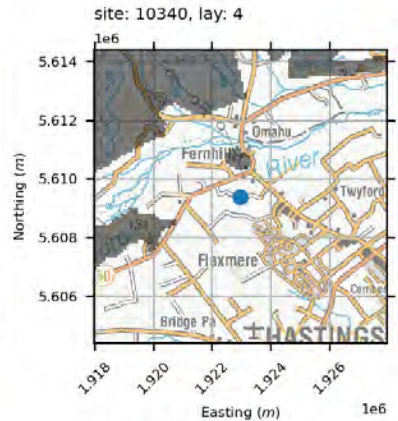 site: 10340, lay: 4
1e6
5.614
5.612
5.610
5.608
5.606
Northing (m)
Omahu
Fernhill
River
Twyford
Flaxmere
50
Bridge Pa
HASTINGS
1.918
1.920
1.922
1.924
1.926
Easting (m)
1e6